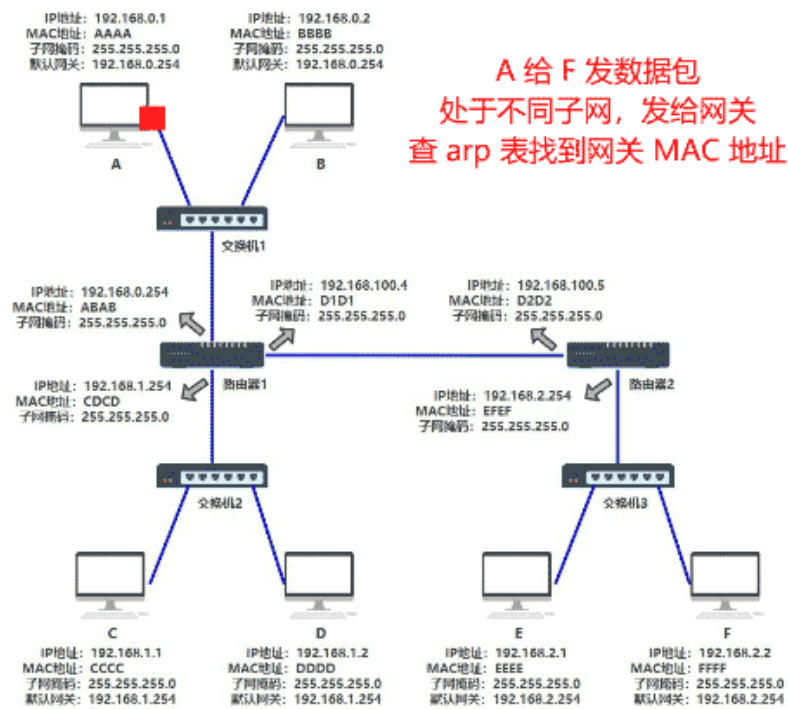 IP地址：192.168.0.1
MAC地址：AAAA
子网掩码：255.255.255.0
默认网关：192.168.0.254
IP地址：192.168.0.2
MAC地址：BBBB
子网掩码：255.255.255.0
默认网关：192.168.0.254
A 给 F 发数据包
处于不同子网，发给网关
查 arp 表找到网关 MAC 地址
A
B
交换机1
IP地址：192.168.0.254
MAC地址：ABAB
子网掩码：255.255.255.0
IP地址：192.168.100.4
MAC地址：D1D1
子网掩码：255.255.255.0
IP地址：192.168.100.5
MAC地址：D2D2
子网掩码：255.255.255.0
路由器1
路由器2
IP地址：192.168.1.254
MAC地址：CDCD
子网掩码：255.255.255.0
IP地址：192.168.2.254
MAC地址：EFEF
子网掩码：255.255.255.0
交换机2
交换机3
C
IP地址：192.168.1.1
MAC地址：CCCC
子网掩码：255.255.255.0
默认网关：192.168.1.254
D
IP地址：192.168.1.2
MAC地址：DDDD
子网掩码：255.255.255.0
默认网关：192.168.1.254
E
IP地址：192.168.2.1
MAC地址：EEEE
子网掩码：255.255.255.0
默认网关：192.168.2.254
F
IP地址：192.168.2.2
MAC地址：FFFF
子网掩码：255.255.255.0
默认网关：192.168.2.254